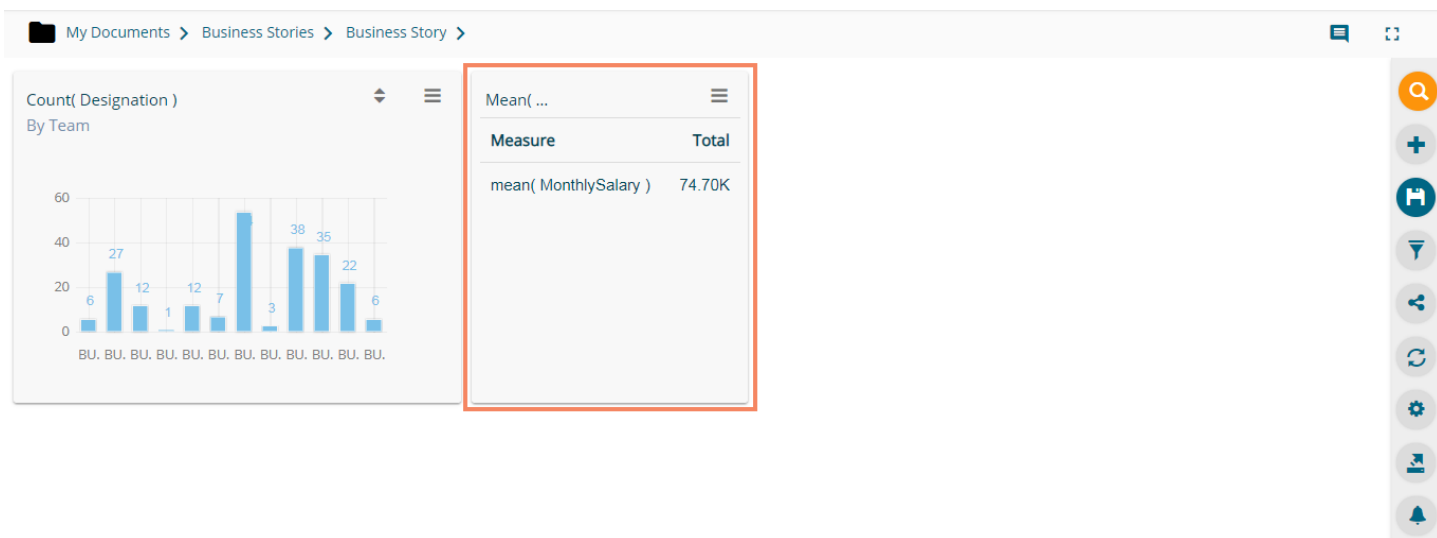 My Documents > Business Stories > Business Story >
Count( Designation )
By Team
60
40
20
0
6
27
12
1
12
7
3
38
35
22
6
BU. BU. BU. BU. BU. BU. BU. BU. BU. BU. BU. BU.
Mean( ...
Measure Total
mean( MonthlySalary ) 74.70K